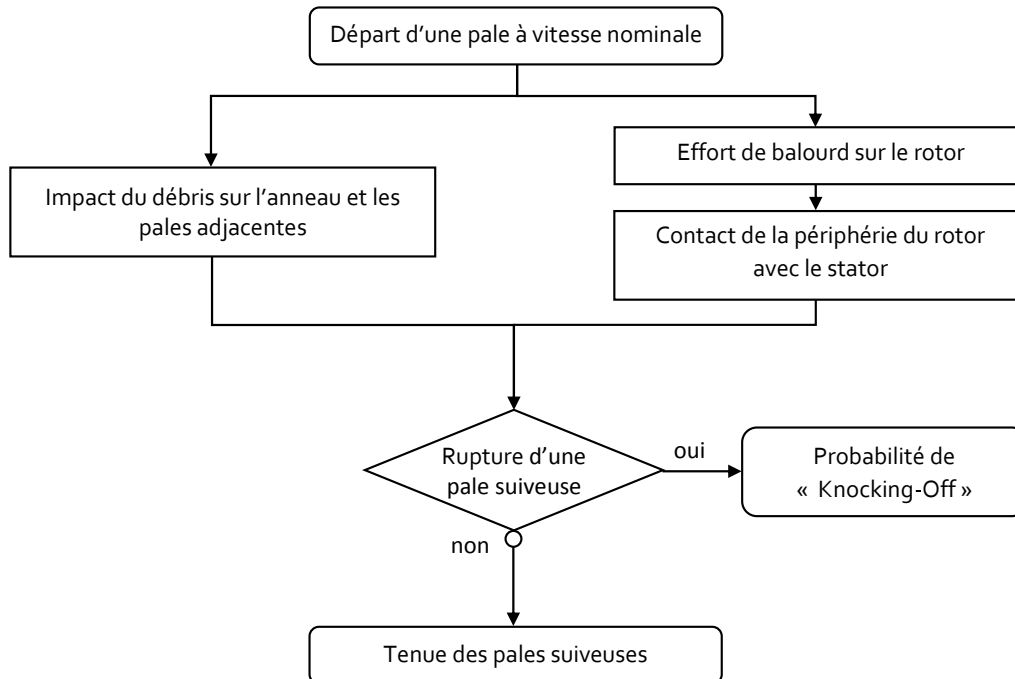 Départ d'une pale à vitesse nominale
Effort de balourd sur le rotor
Impact du débris sur l'anneau et les
pales adjacentes
Contact de la périphérie du rotor
avec le stator
Rupture d'une
pale suiveuse
oui
Probabilité de
« Knocking-Off »
non
Tenue des pales suiveuses